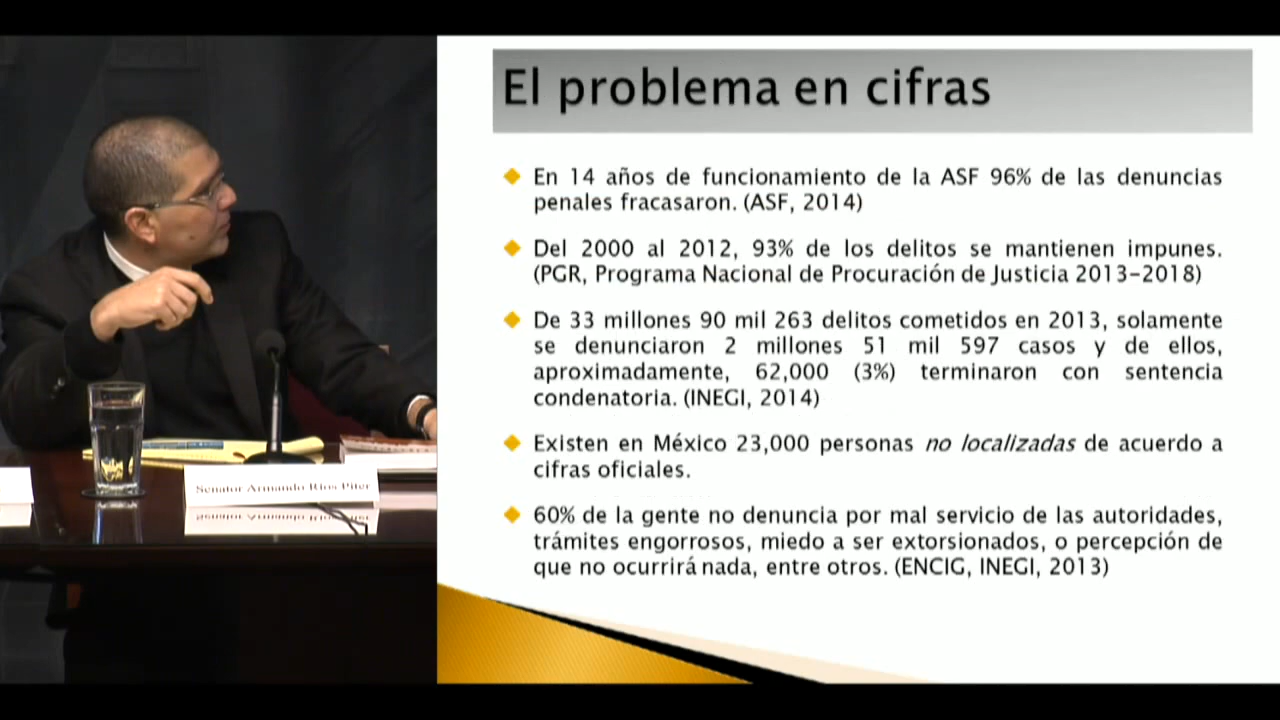 El problema en cifras
En 14 años de funcionamiento de la ASF 96% de las denuncias
penales fracasaron. (ASF, 2014)
Del 2000 al 2012, 93% de los delitos se mantienen impunes.
(PGR, Programa Nacional de Procuración de Justicia 2013-2018)
De 33 millones 90 mil 263 delitos cometidos en 2013, solamente
se denunciaron 2 millones 51 mil 597 casos y de ellos,
aproximadamente, 62,000 (3%) terminaron con sentencia
condenatoria. (INEGI, 2014)
Existen en México 23,000 personas no localizadas de acuerdo a
cifras oficiales.
60% de la gente no denuncia por mal servicio de las autoridades,
trámites engorrosos, miedo a ser extorsionados, o percepción de
que no ocurrirá nada, entre otros. (ENCIG, INEGI, 2013)
Senator Armando Ríos Piter